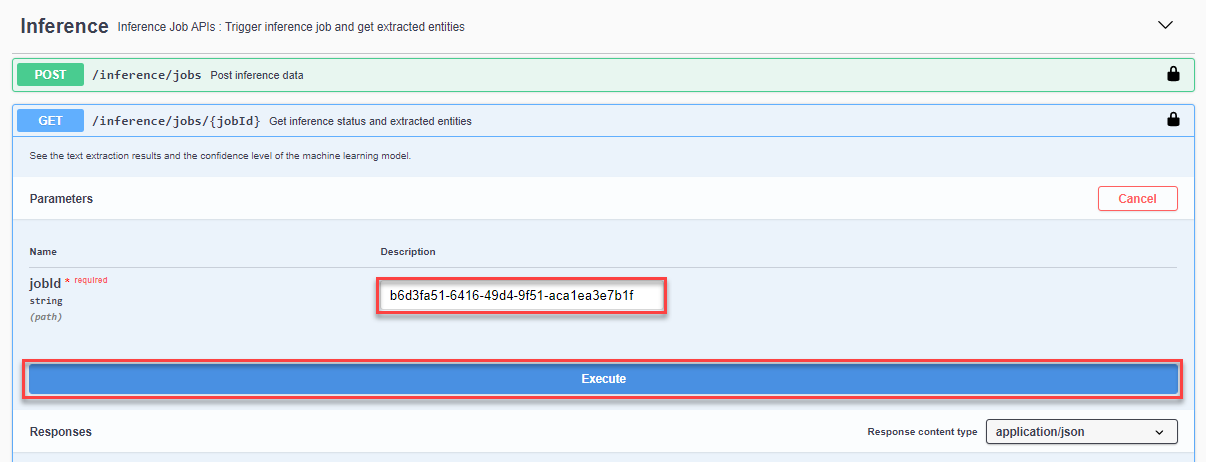 Inference Inference Job APIs : Trigger inference job and get extracted entities
POST /inference/jobs Post inference data
GET /inference/jobs/{jobId} Get inference status and extracted entities
See the text extraction results and the confidence level of the machine learning model.
Parameters Cancel
Name Description
jobId * required b6d3fa51-6416-49d4-9f51-aca1ea3e7b1f
string
(path)
Execute
Responses Response content type application/json